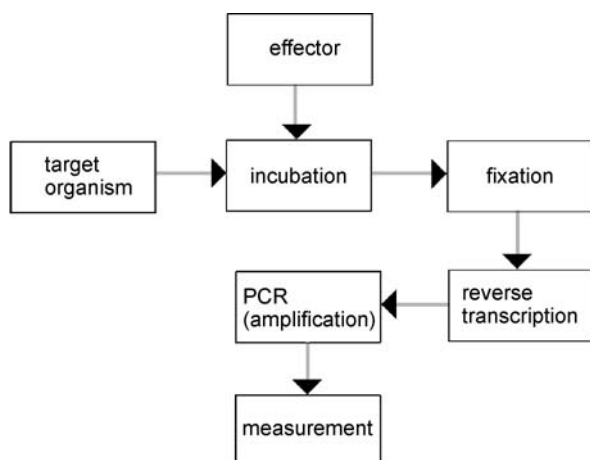 effector
target
organism
incubation
fixation
reverse
transcription
PCR
(amplification)
measurement